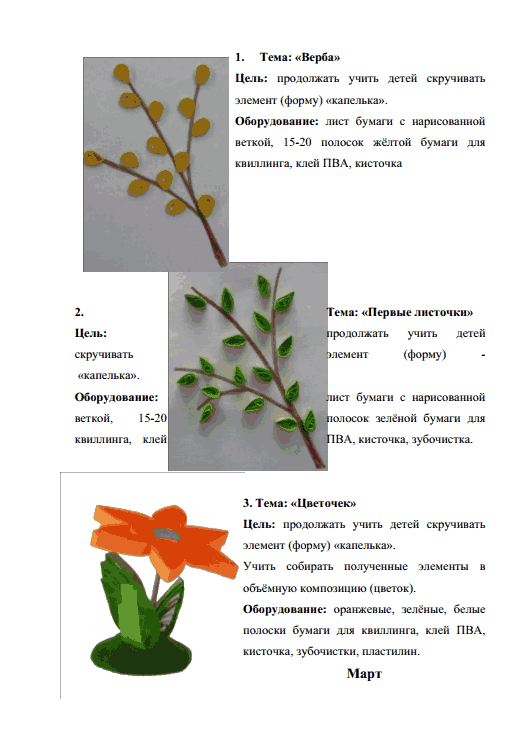 1. Тема: «Верба»
Цель: продолжать учить детей скручивать
элемент (форму) «капелька».
Оборудование: лист бумаги с нарисованной
веткой, 15-20 полосок жёлтой бумаги для
квиллинга, клей ПВА, кисточка
2. Тема: «Первые листочки»
Цель: продолжать учить детей
скручивать элемент (форму) -
«капелька».
Оборудование: лист бумаги с нарисованной
веткой, 15-20 полосок зелёной бумаги для
квиллинга, клей ПВА, кисточка, зубочистка.
3. Тема: «Цветочек»
Цель: продолжать учить детей скручивать
элемент (форму) «капелька».
Учить собирать полученные элементы в
объёмную композицию (цветок).
Оборудование: оранжевые, зелёные, белые
полоски бумаги для квиллинга, клей ПВА,
кисточка, зубочистки, пластилин.
Март